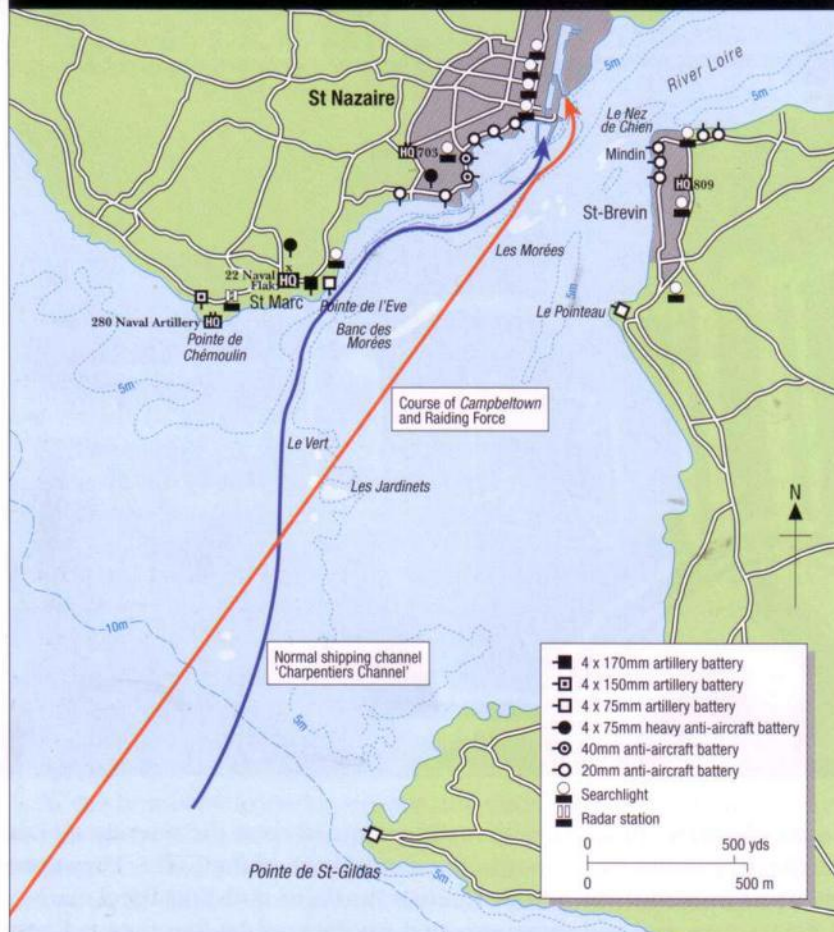 5m
River Loire
5m
St Nazaire
Le Nez
de Chien
HQ 703
Mindin
HQ 809
St-Brevin
Les Morées
5m
22 Naval
Flak
HQ
x
St Marc
Pointe de l'Eve
280 Naval Artillery HQ
Pointe de
Chémoulin
Banc des
Morées
Le Pointeau
5m
Course of Campbeltown
and Raiding Force
Le Vert
Les Jardinets
N
10m
Normal shipping channel
'Charpentiers Channel'
5m
4 x 170mm artillery battery
4 x 150mm artillery battery
4 x 75mm artillery battery
4 x 75mm heavy anti-aircraft battery
40mm anti-aircraft battery
20mm anti-aircraft battery
Searchlight
Radar station
0 500 yds
0 500 m
Pointe de St-Gildas
5m